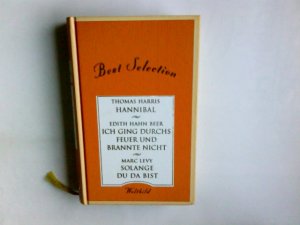 Best Selection
THOMAS HARRIS
HANNIBAL
EDITH HAHN BEER
ICH GING DURCHS
FEUER UND
BRANNTE NICHT
MARC LEVY
SOLANGE
DU DA BIST
Weltbild